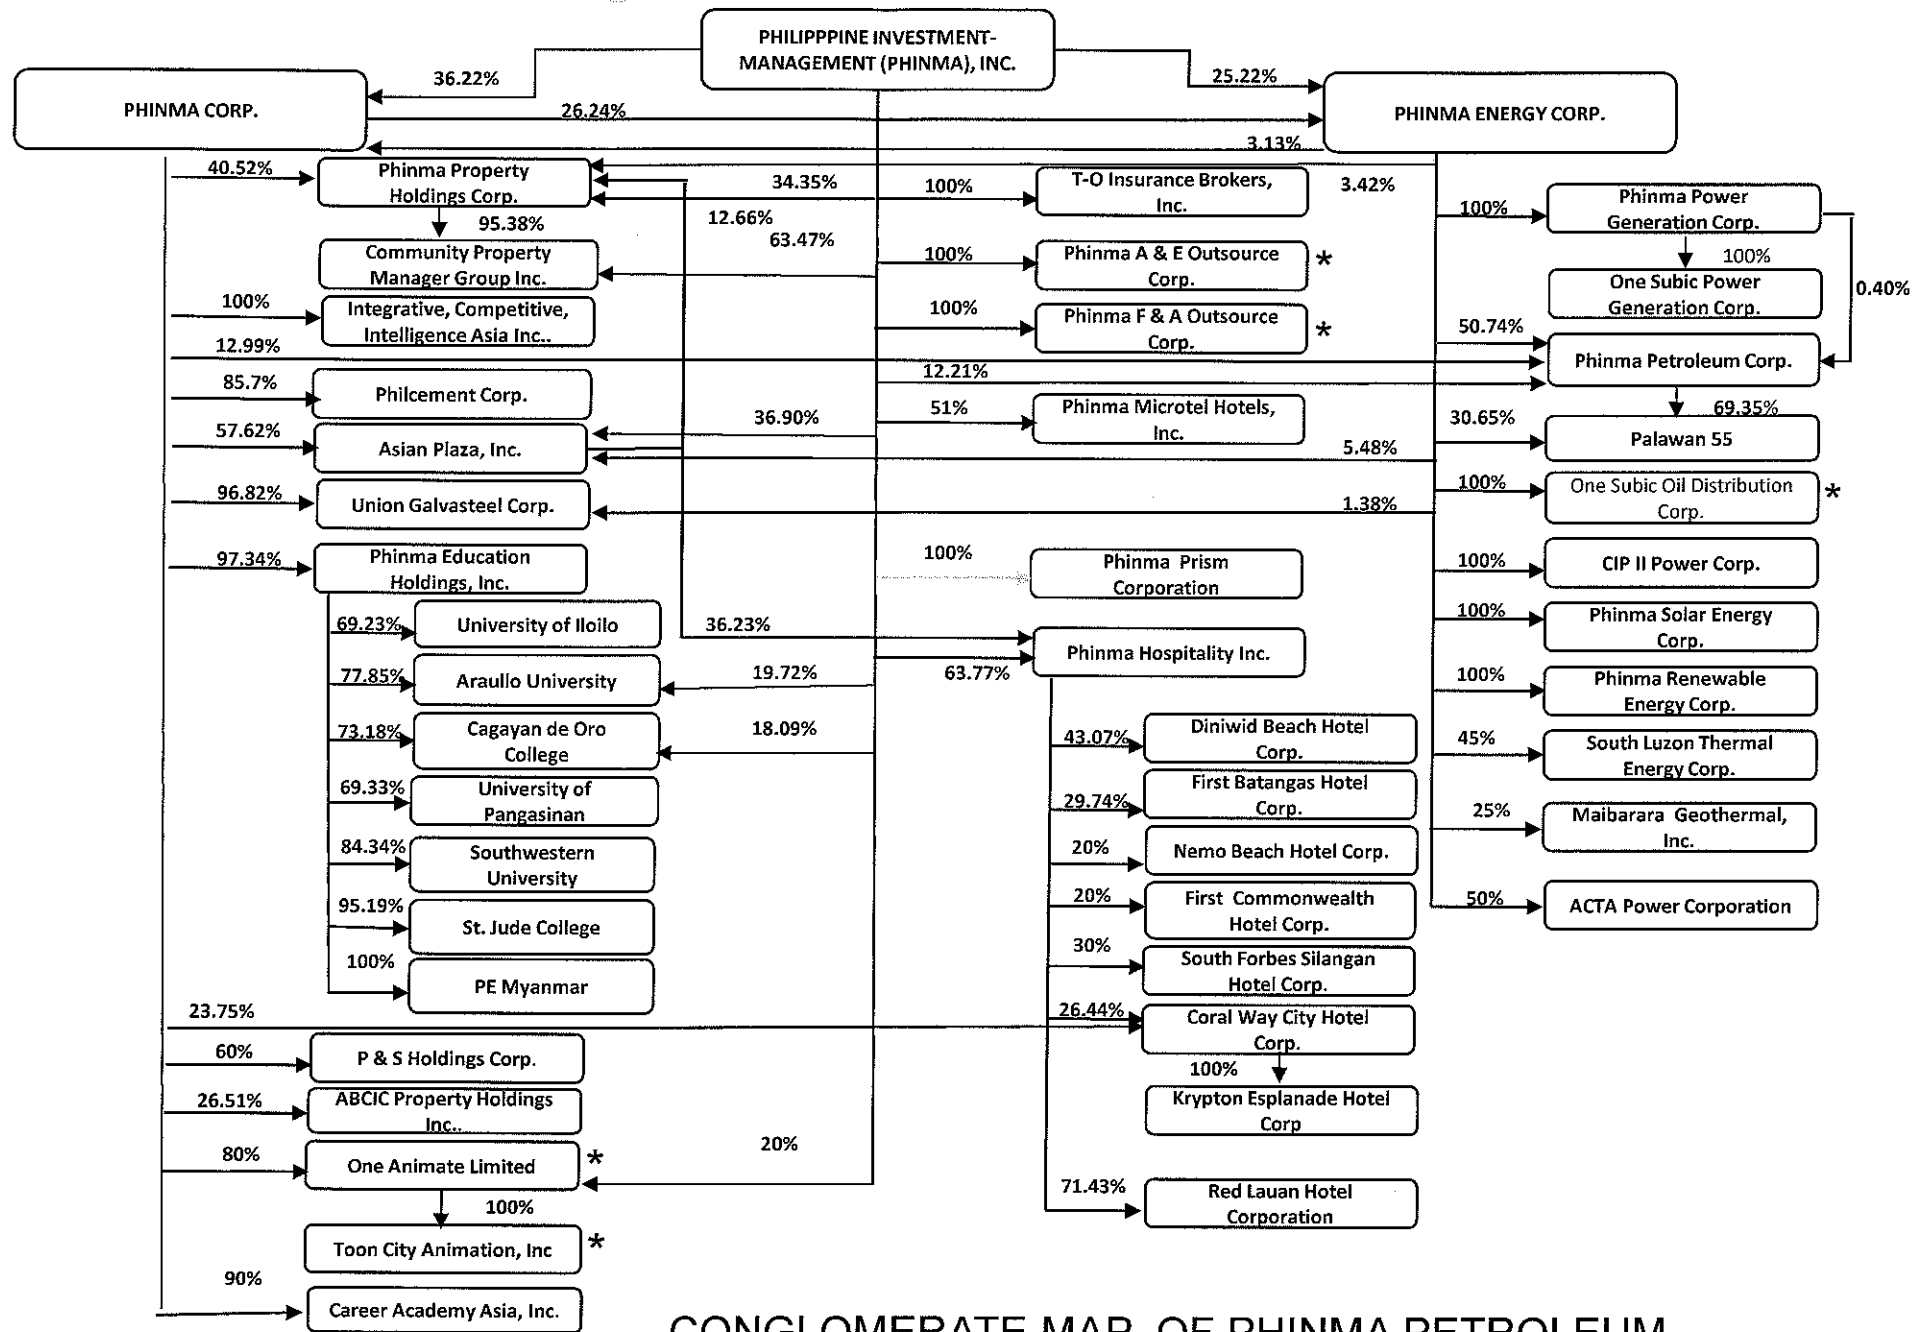 PHILIPPPINE INVESTMENT-
MANAGEMENT (PHINMA), INC.
36.22%
25.22%
PHINMA CORP.
26.24%
PHINMA ENERGY CORP.
3.13%
40.52%
Phinma Property
Holdings Corp.
34.35%
100%
T-O Insurance Brokers,
Inc.
3.42%
100%
Phinma Power
Generation Corp.
95.38%
12.66%
63.47%
Community Property
Manager Group Inc.
100%
Phinma A & E Outsource
Corp.
*
100%
One Subic Power
Generation Corp.
0.40%
100%
Integrative, Competitive,
Intelligence Asia Inc..
100%
Phinma F & A Outsource
Corp.
*
50.74%
12.99%
Phinma Petroleum Corp.
12.21%
85.7%
Philcement Corp.
51%
Phinma Microtel Hotels,
Inc.
69.35%
57.62%
Asian Plaza, Inc.
36.90%
5.48%
30.65%
Palawan 55
96.82%
Union Galvasteel Corp.
1.38%
100%
One Subic Oil Distribution
Corp.
*
97.34%
Phinma Education
Holdings, Inc.
100%
Phinma Prism
Corporation
100%
CIP II Power Corp.
69.23%
University of Iloilo
36.23%
100%
Phinma Solar Energy
Corp.
77.85%
Araullo University
19.72%
63.77%
Phinma Hospitality Inc.
100%
Phinma Renewable
Energy Corp.
73.18%
Cagayan de Oro
College
18.09%
43.07%
Diniwid Beach Hotel
Corp.
45%
South Luzon Thermal
Energy Corp.
69.33%
University of
Pangasinan
29.74%
First Batangas Hotel
Corp.
25%
Maibarara Geothermal,
Inc.
84.34%
Southwestern
University
20%
Nemo Beach Hotel Corp.
95.19%
St. Jude College
20%
First Commonwealth
Hotel Corp.
50%
ACTA Power Corporation
100%
PE Myanmar
30%
South Forbes Silangan
Hotel Corp.
23.75%
26.44%
Coral Way City Hotel
Corp.
60%
P & S Holdings Corp.
100%
Krypton Esplanade Hotel
Corp
26.51%
ABCIC Property Holdings
Inc..
80%
One Animate Limited
*
20%
71.43%
Red Lauan Hotel
Corporation
100%
Toon City Animation, Inc
*
90%
Career Academy Asia, Inc.
CONGLOMERATE MAP OF PHINMA PETROLEUM